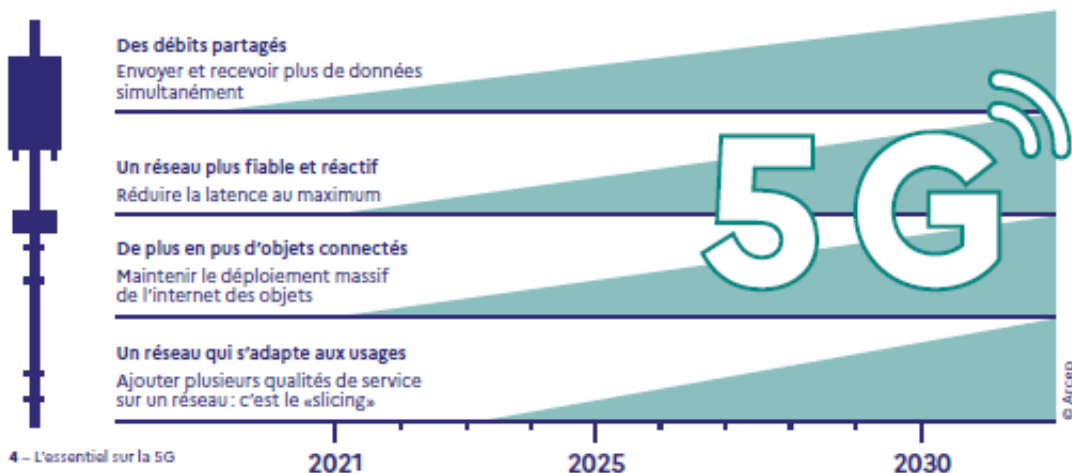 Des débits partagés
Envoyer et recevoir plus de données
simultanément
Un réseau plus fiable et réactif
Réduire la latence au maximum
De plus en pus d'objets connectés
Maintenir le déploiement massif
de l'internet des objets
Un réseau qui s'adapte aux usages
Ajouter plusieurs qualités de service
sur un réseau : c'est le «slicing»
5G
© Arcep
4 – L'essentiel sur la 5G
2021
2025
2030